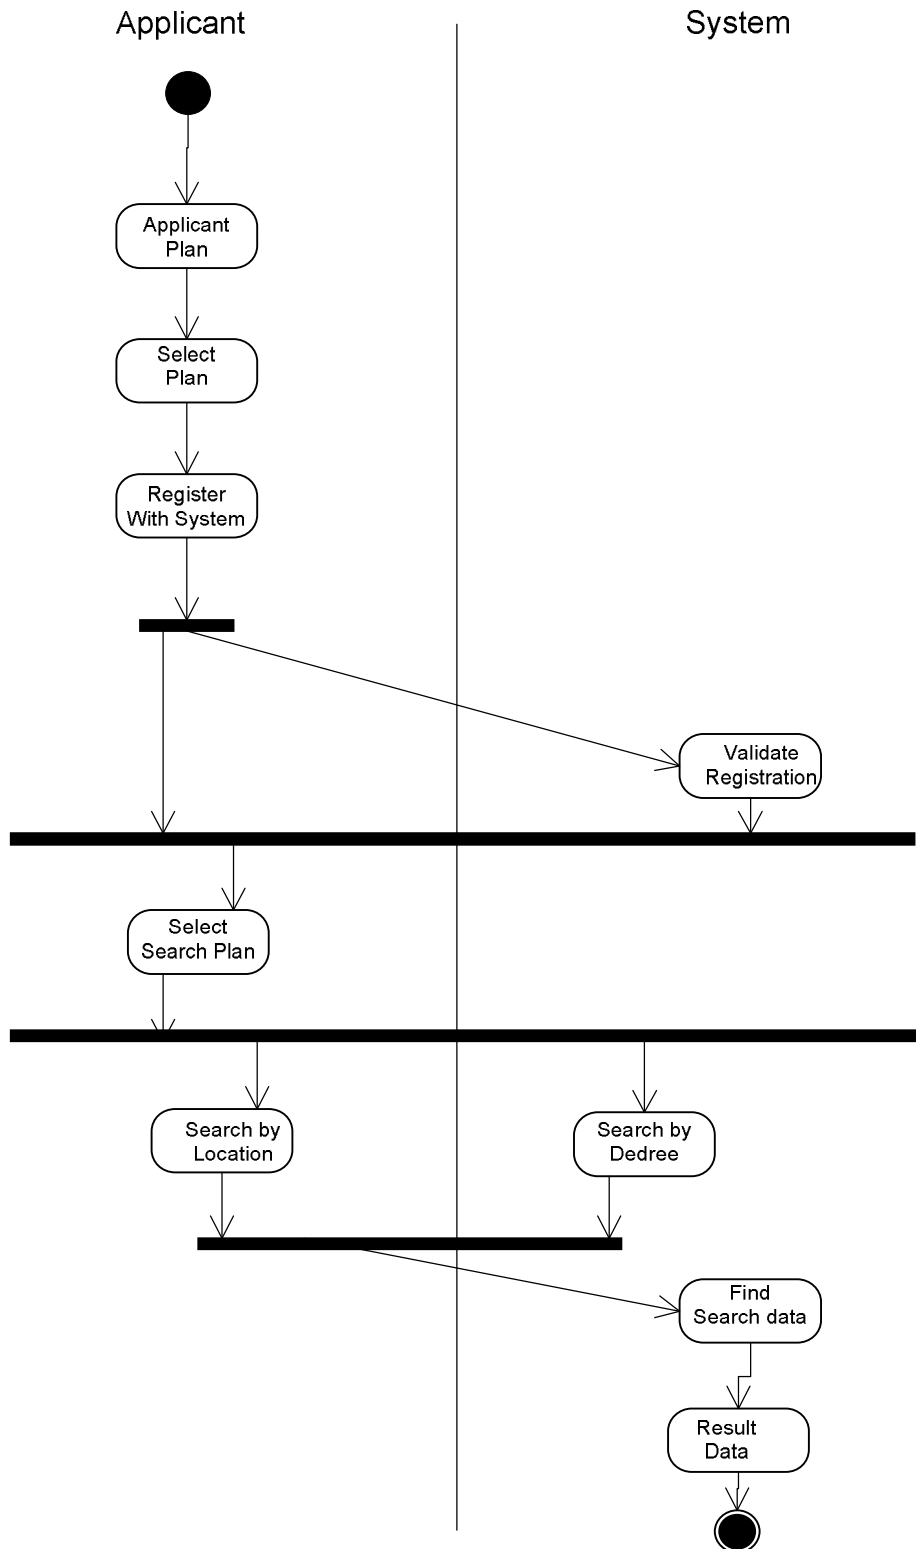 Applicant
System
Applicant
Plan
Select
Plan
Register
With System
Validate
Registration
Select
Search Plan
Search by
Location
Search by
Dedree
Find
Search data
Result
Data